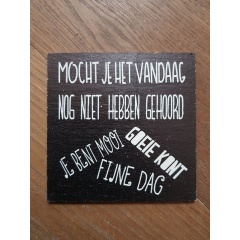 MOCHT JE HET VANDAAG
NOG NIET HEBBEN GEHOORD
JE BENT MOOI
GOEIE KONT
FIJNE DAG